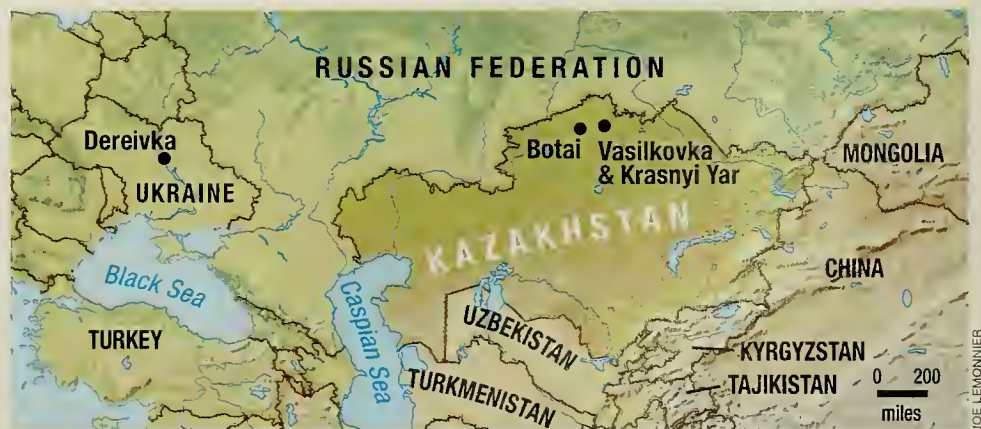 RUSSIAN FEDERATION
Dereivka
UKRAINE
Botai
Vasilkovka
& Krasnyi Yar
MONGOLIA
KAZAKHSTAN
CHINA
Black Sea
Caspian Sea
TURKEY
UZBEKISTAN
TURKMENISTAN
KYRGYZSTAN
TAJIKISTAN
0 200
miles
JOE LEMONNIER